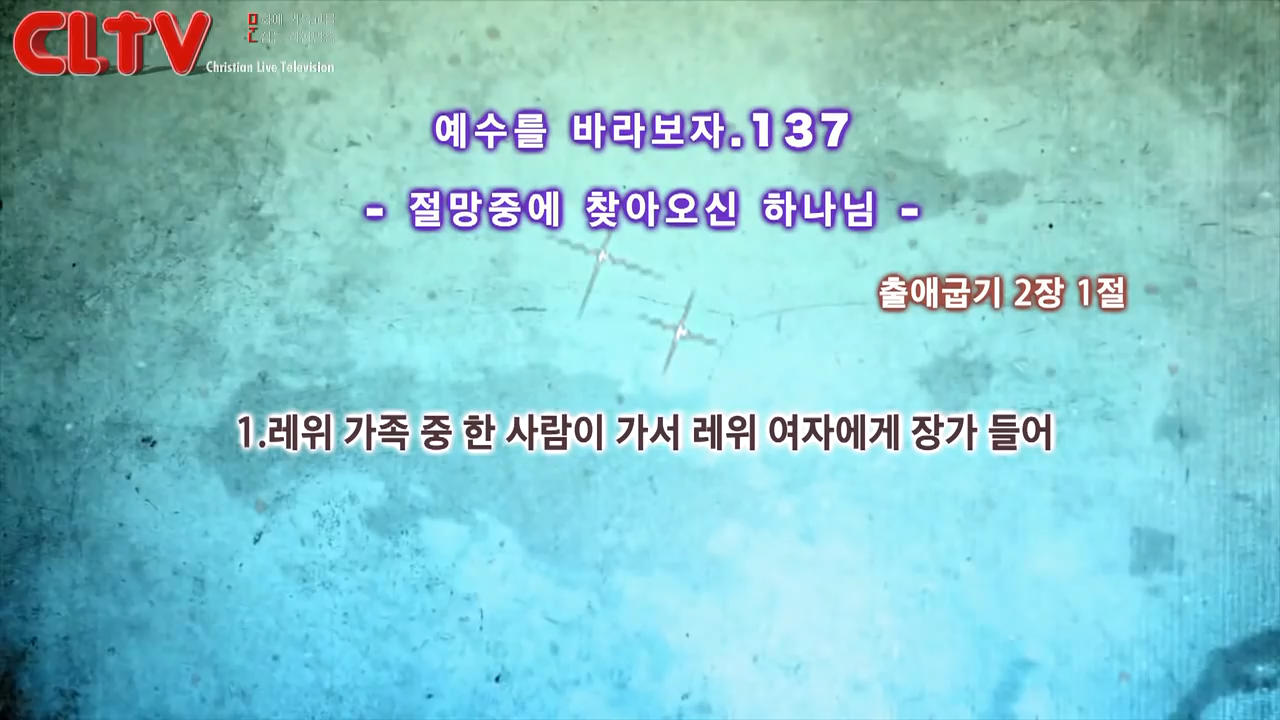 CLTV
Christian Live Television
예수를 바라보자.137
- 절망중에 찾아오신 하나님 -
출애굽기 2장 1절
1.레위 가족 중 한 사람이 가서 레위 여자에게 장가 들어